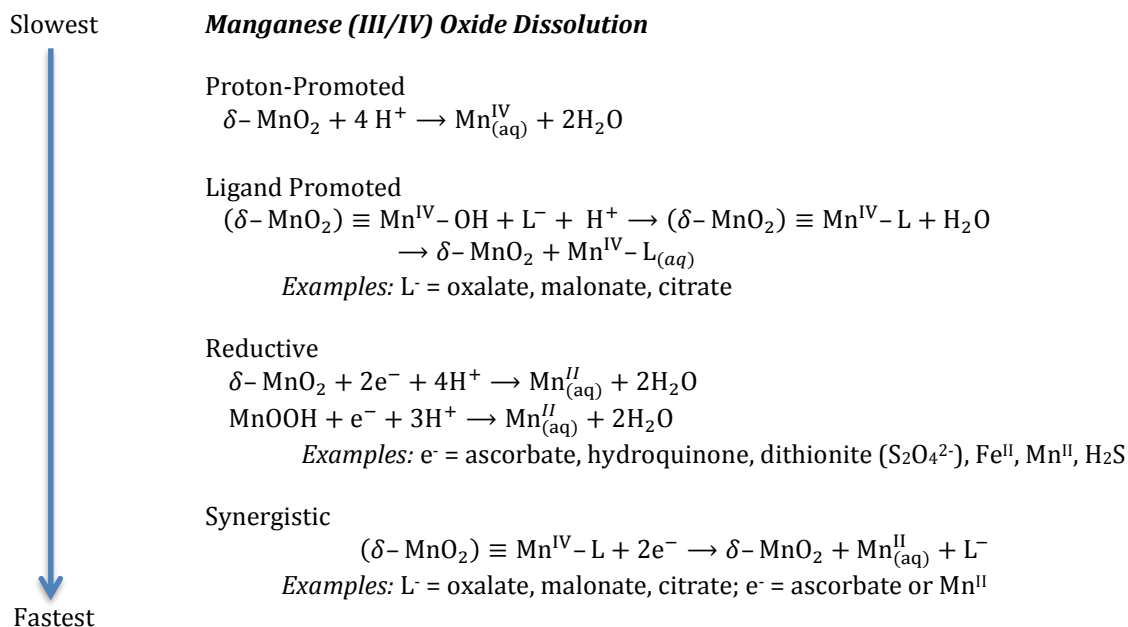 Slowest
Manganese (III/IV) Oxide Dissolution
Proton-Promoted
δ– MnO₂ + 4 H⁺ ⟶ Mnᴵⱽ₍aq₎ + 2H₂O
Ligand Promoted
(δ– MnO₂) ≡ Mnᴵⱽ– OH + L⁻ + H⁺ ⟶ (δ– MnO₂) ≡ Mnᴵⱽ– L + H₂O
⟶ δ– MnO₂ + Mnᴵⱽ– L₍aq₎
Examples: L⁻ = oxalate, malonate, citrate
Reductive
δ– MnO₂ + 2e⁻ + 4H⁺ ⟶ Mnᴵᴵ₍aq₎ + 2H₂O
MnOOH + e⁻ + 3H⁺ ⟶ Mnᴵᴵ₍aq₎ + 2H₂O
Examples: e⁻ = ascorbate, hydroquinone, dithionite (S₂O₄²⁻), Feᴵᴵ, Mnᴵᴵ, H₂S
Synergistic
(δ– MnO₂) ≡ Mnᴵⱽ– L + 2e⁻ ⟶ δ– MnO₂ + Mnᴵᴵ₍aq₎ + L⁻
Examples: L⁻ = oxalate, malonate, citrate; e⁻ = ascorbate or Mnᴵᴵ
Fastest